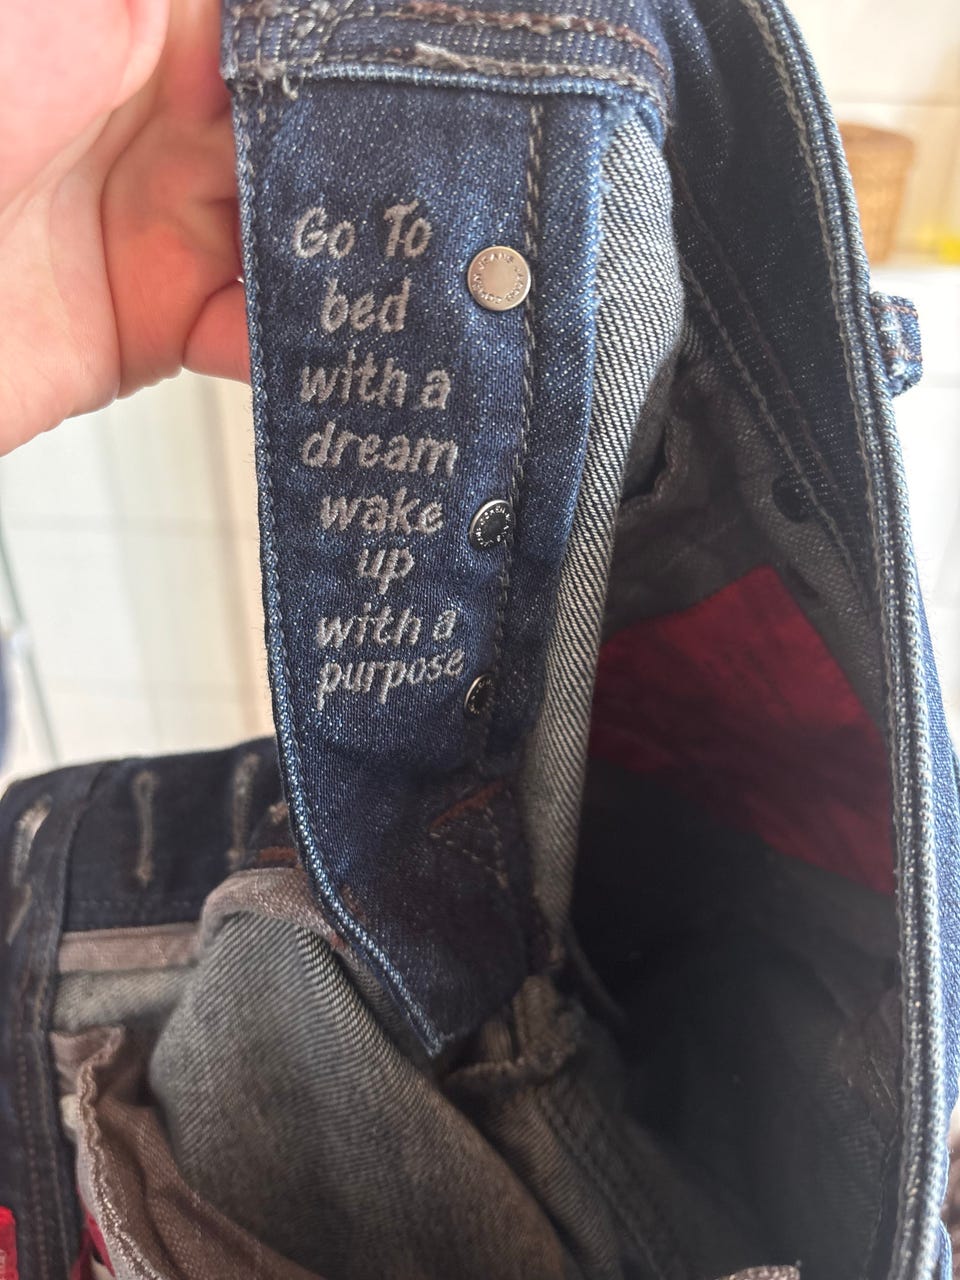 Go To
bed
with a
dream
wake
up
with a
purpose